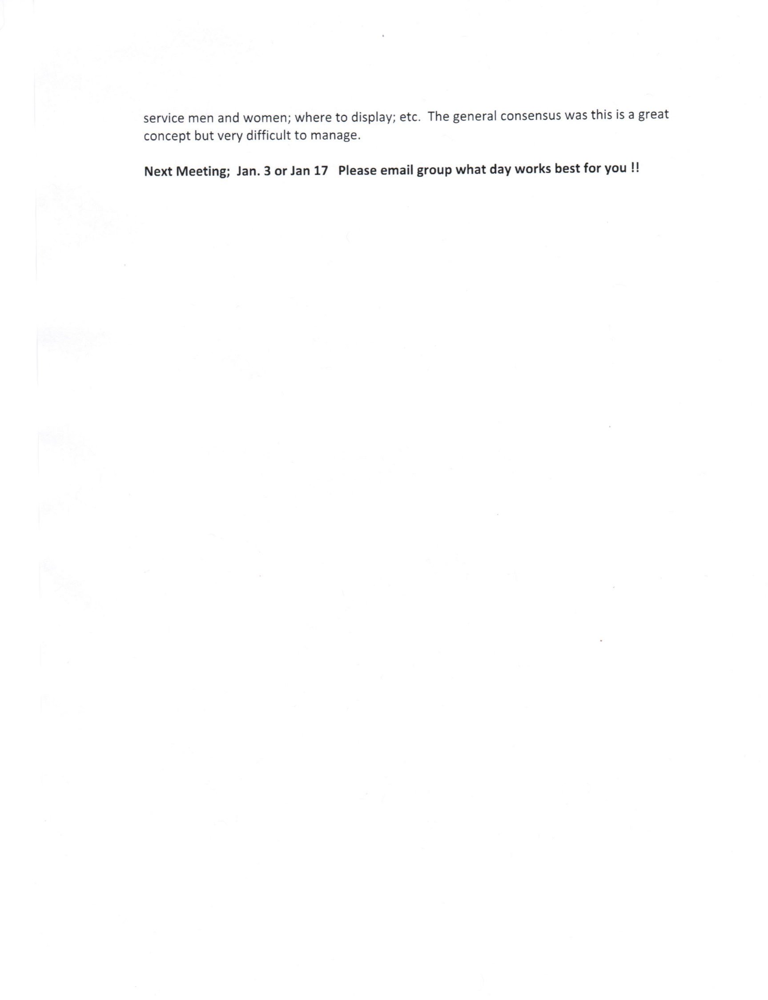 service men and women; where to display; etc.  The general consensus was this is a great
concept but very difficult to manage.
Next Meeting;  Jan. 3 or Jan 17   Please email group what day works best for you !!